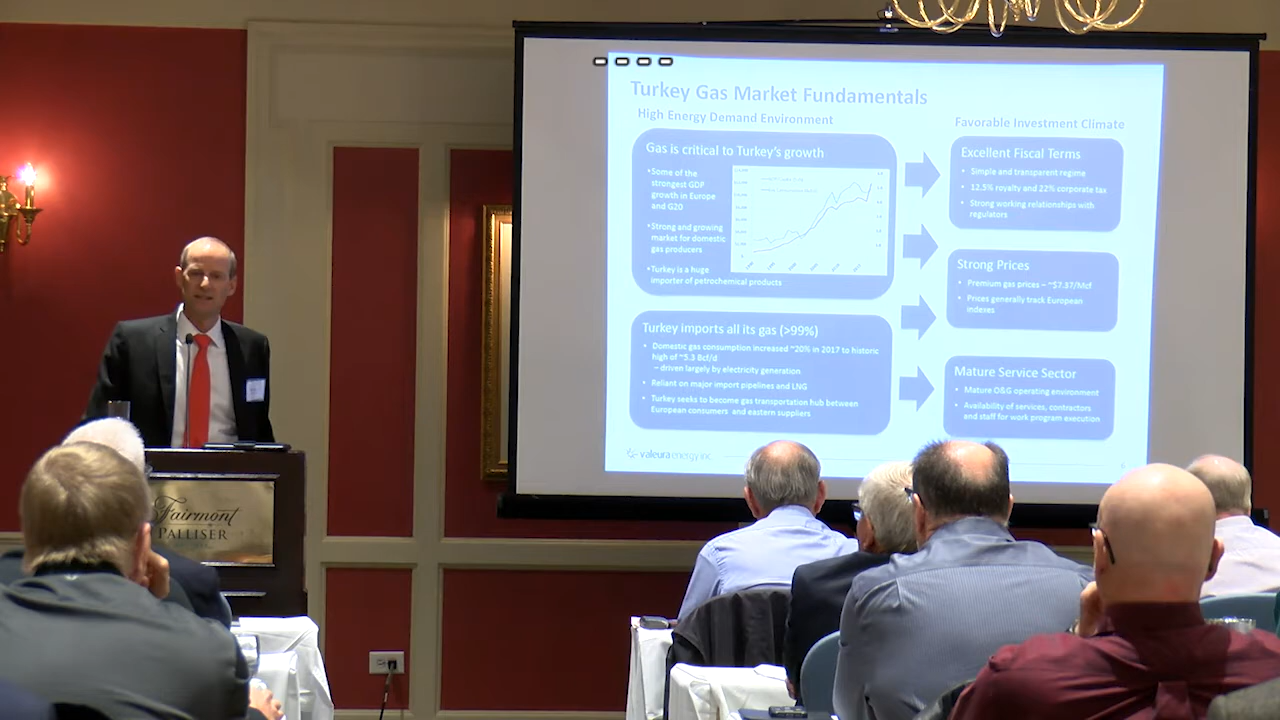 Turkey Gas Market Fundamentals
High Energy Demand Environment
Gas is critical to Turkey's growth
•Some of the
strongest GDP
growth in Europe
and G20
•Strong and growing
market for domestic
gas producers
•Turkey is a huge
importer of petrochemical products
Turkey imports all its gas (>99%)
• Domestic gas consumption increased ~20% in 2017 to historic
high of ~5.3 Bcf/d
– driven largely by electricity generation
• Reliant on major import pipelines and LNG
• Turkey seeks to become gas transportation hub between
European consumers and eastern suppliers
Favorable Investment Climate
Excellent Fiscal Terms
• Simple and transparent regime
• 12.5% royalty and 22% corporate tax
• Strong working relationships with
regulators
Strong Prices
• Premium gas prices – ~$7.37/Mcf
• Prices generally track European
indexes
Mature Service Sector
• Mature O&G operating environment
• Availability of services, contractors
and staff for work program execution
valeura energy inc.
Fairmont
PALLISER